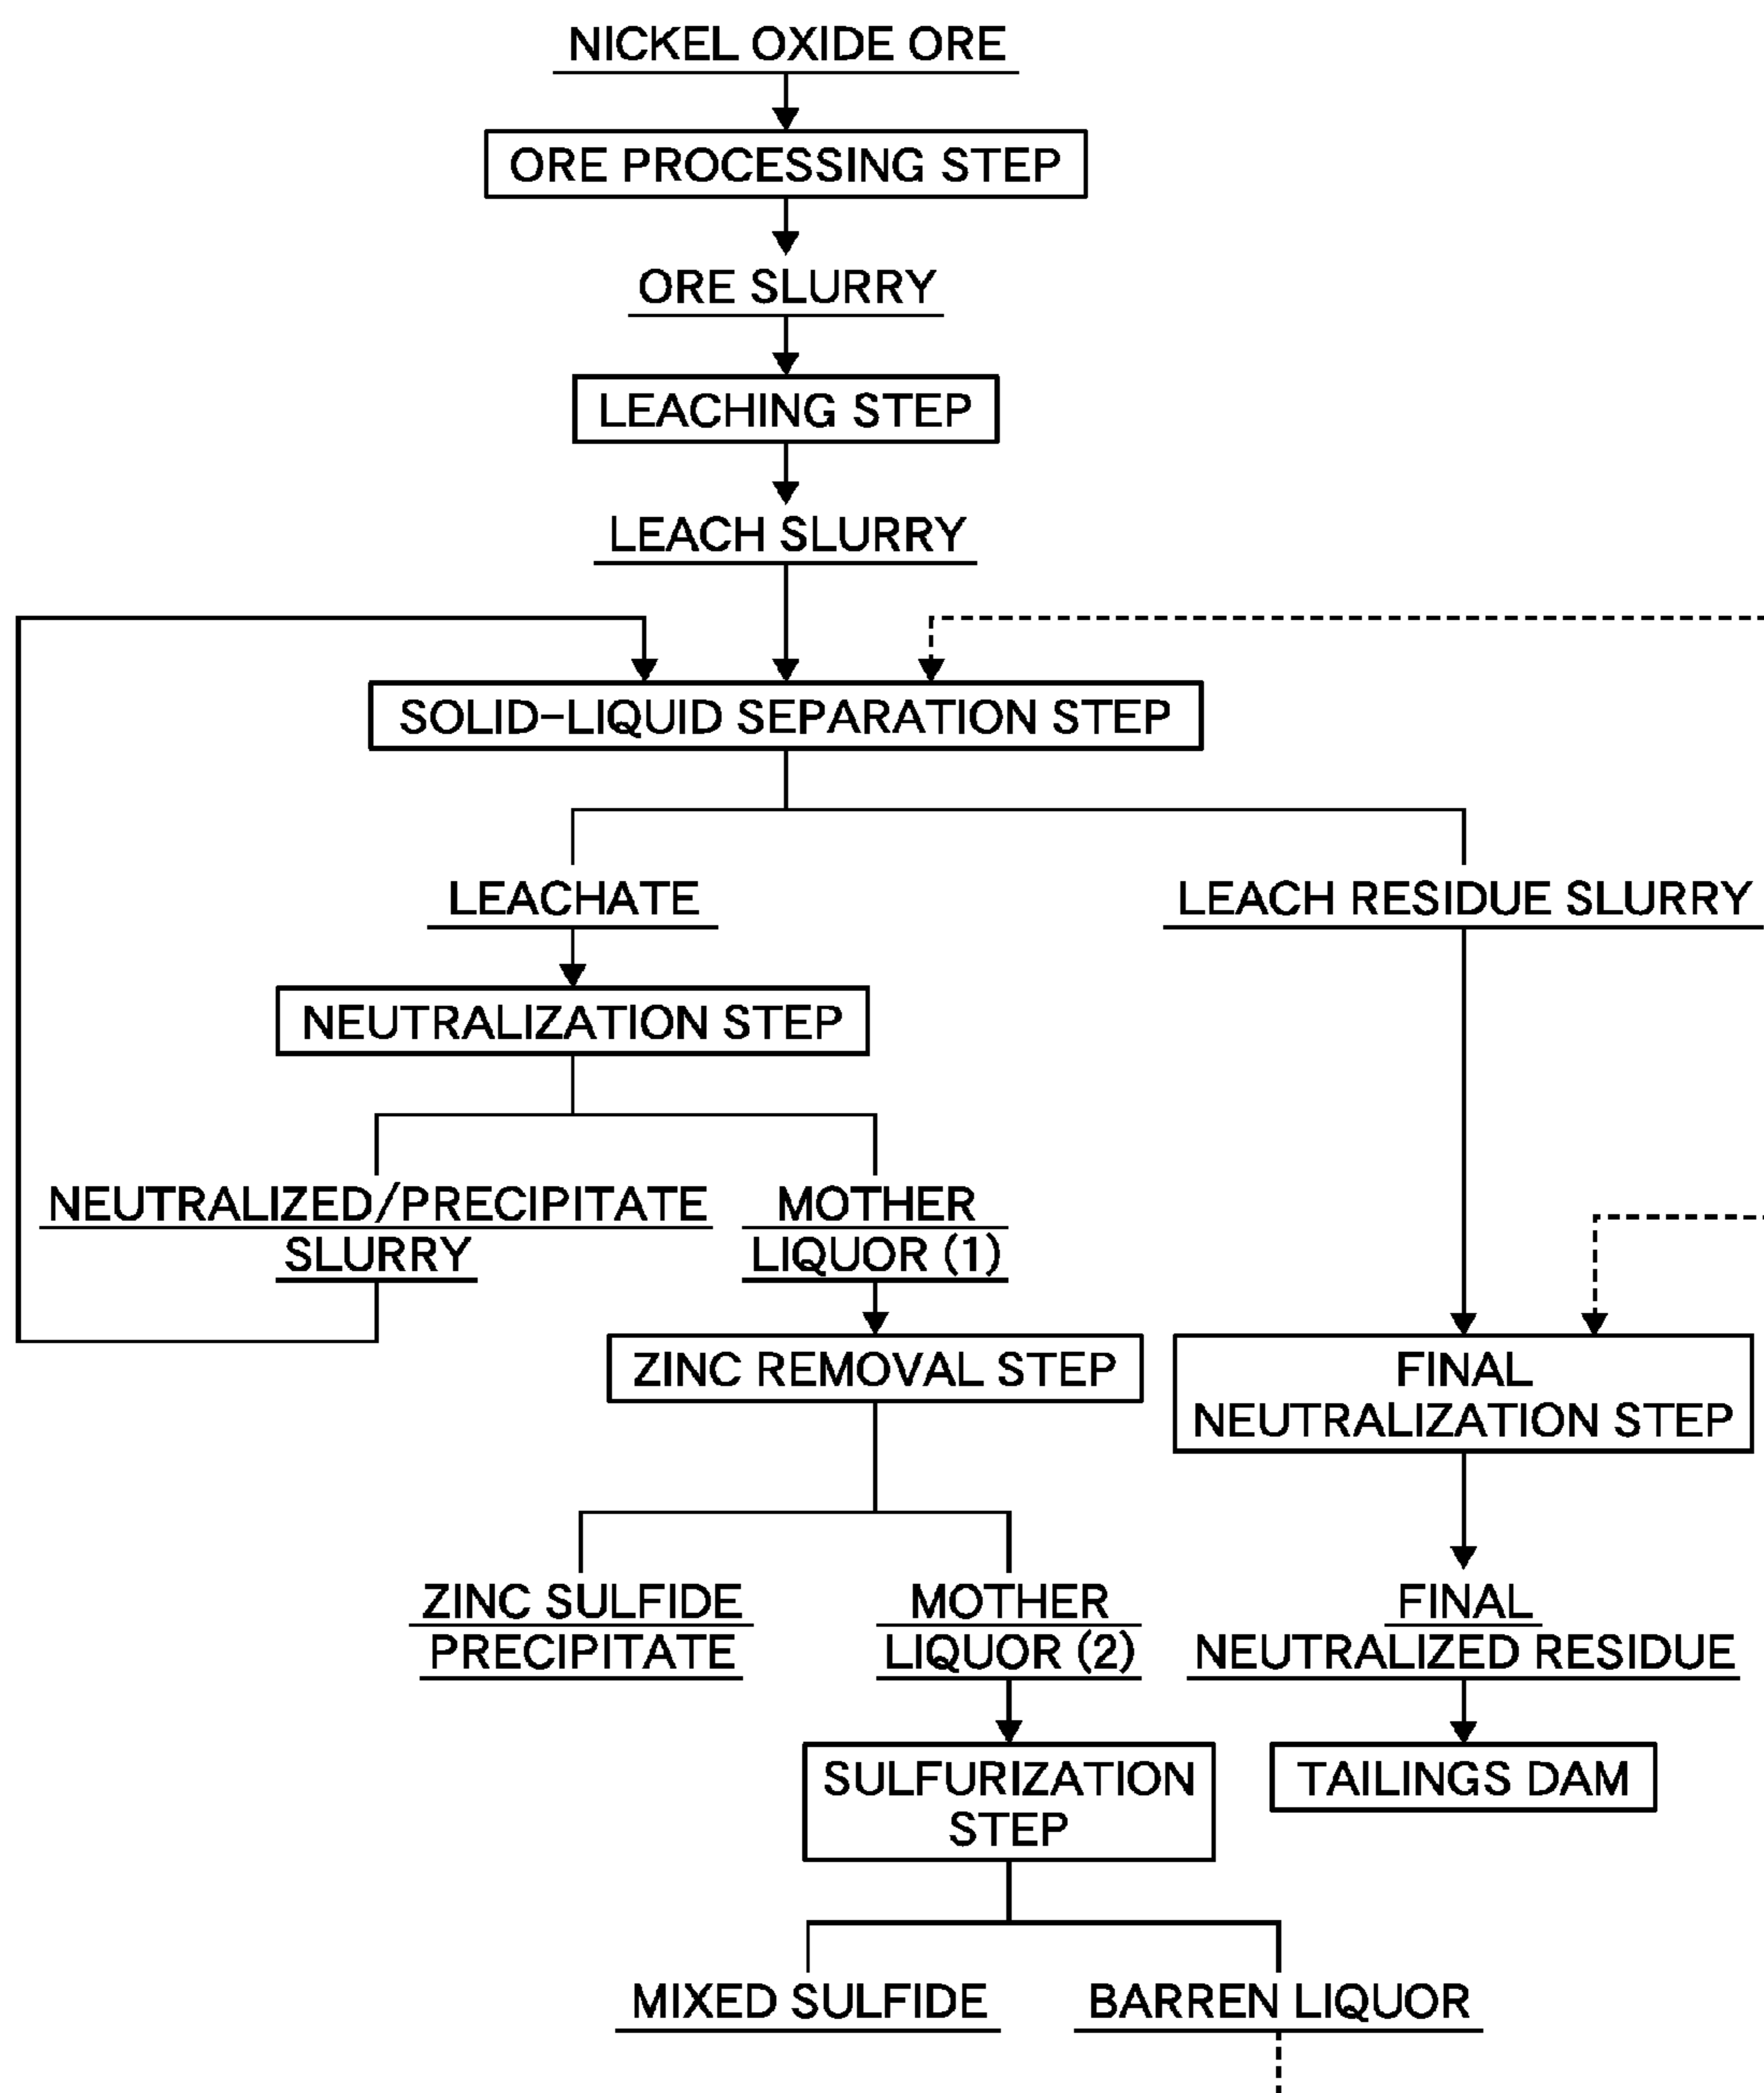 NICKEL OXIDE ORE
ORE PROCESSING STEP
ORE SLURRY
LEACHING STEP
LEACH SLURRY
SOLID-LIQUID SEPARATION STEP
LEACHATE
LEACH RESIDUE SLURRY
NEUTRALIZATION STEP
NEUTRALIZED/PRECIPITATE
SLURRY
MOTHER
LIQUOR (1)
ZINC REMOVAL STEP
FINAL
NEUTRALIZATION STEP
ZINC SULFIDE
PRECIPITATE
MOTHER
LIQUOR (2)
FINAL
NEUTRALIZED RESIDUE
SULFURIZATION
STEP
TAILINGS DAM
MIXED SULFIDE
BARREN LIQUOR